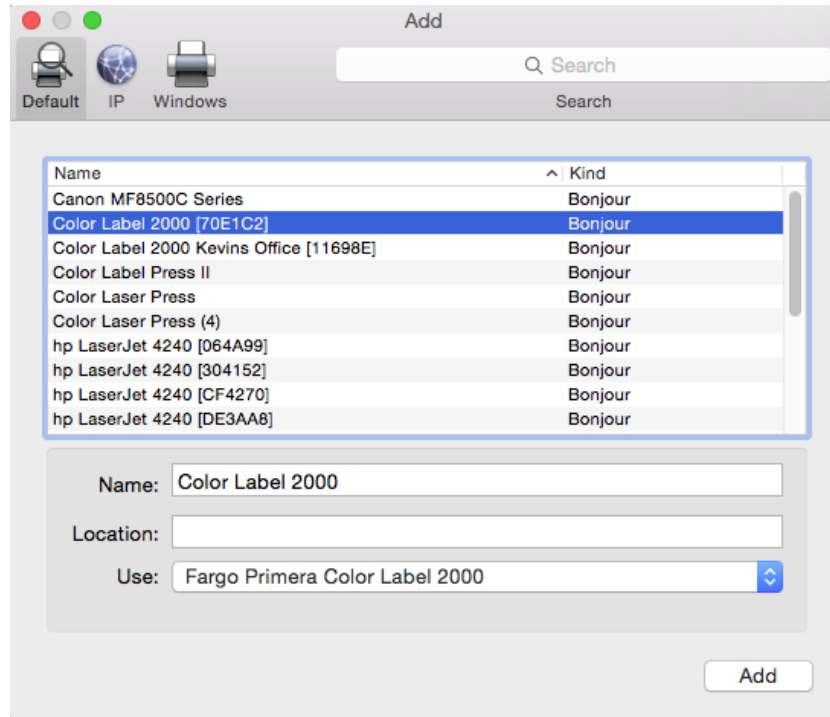 Add
Search
Default IP Windows Search
Name Kind
Canon MF8500C Series Bonjour
Color Label 2000 [70E1C2] Bonjour
Color Label 2000 Kevins Office [11698E] Bonjour
Color Label Press II Bonjour
Color Laser Press Bonjour
Color Laser Press (4) Bonjour
hp LaserJet 4240 [064A99] Bonjour
hp LaserJet 4240 [304152] Bonjour
hp LaserJet 4240 [CF4270] Bonjour
hp LaserJet 4240 [DE3AA8] Bonjour
Name: Color Label 2000
Location:
Use: Fargo Primera Color Label 2000
Add